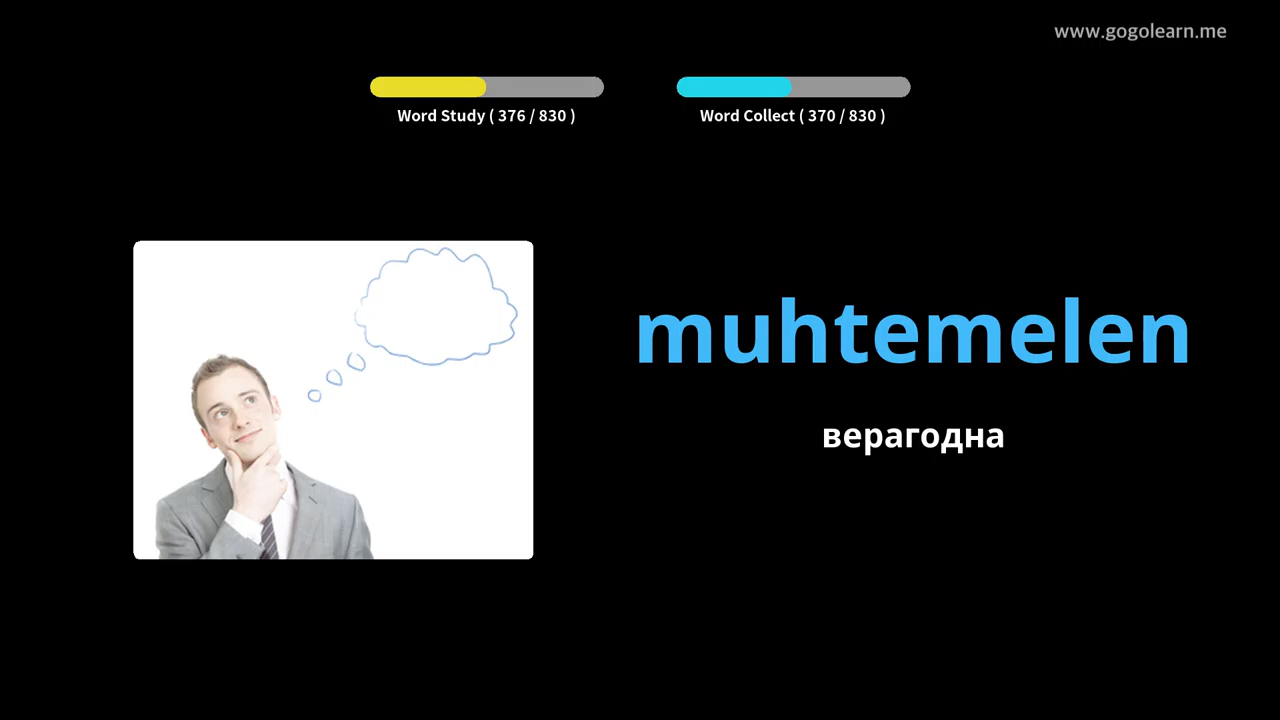 www.gogolearn.me
Word Study ( 376 / 830 )
Word Collect ( 370 / 830 )
muhtemelen
верагодна